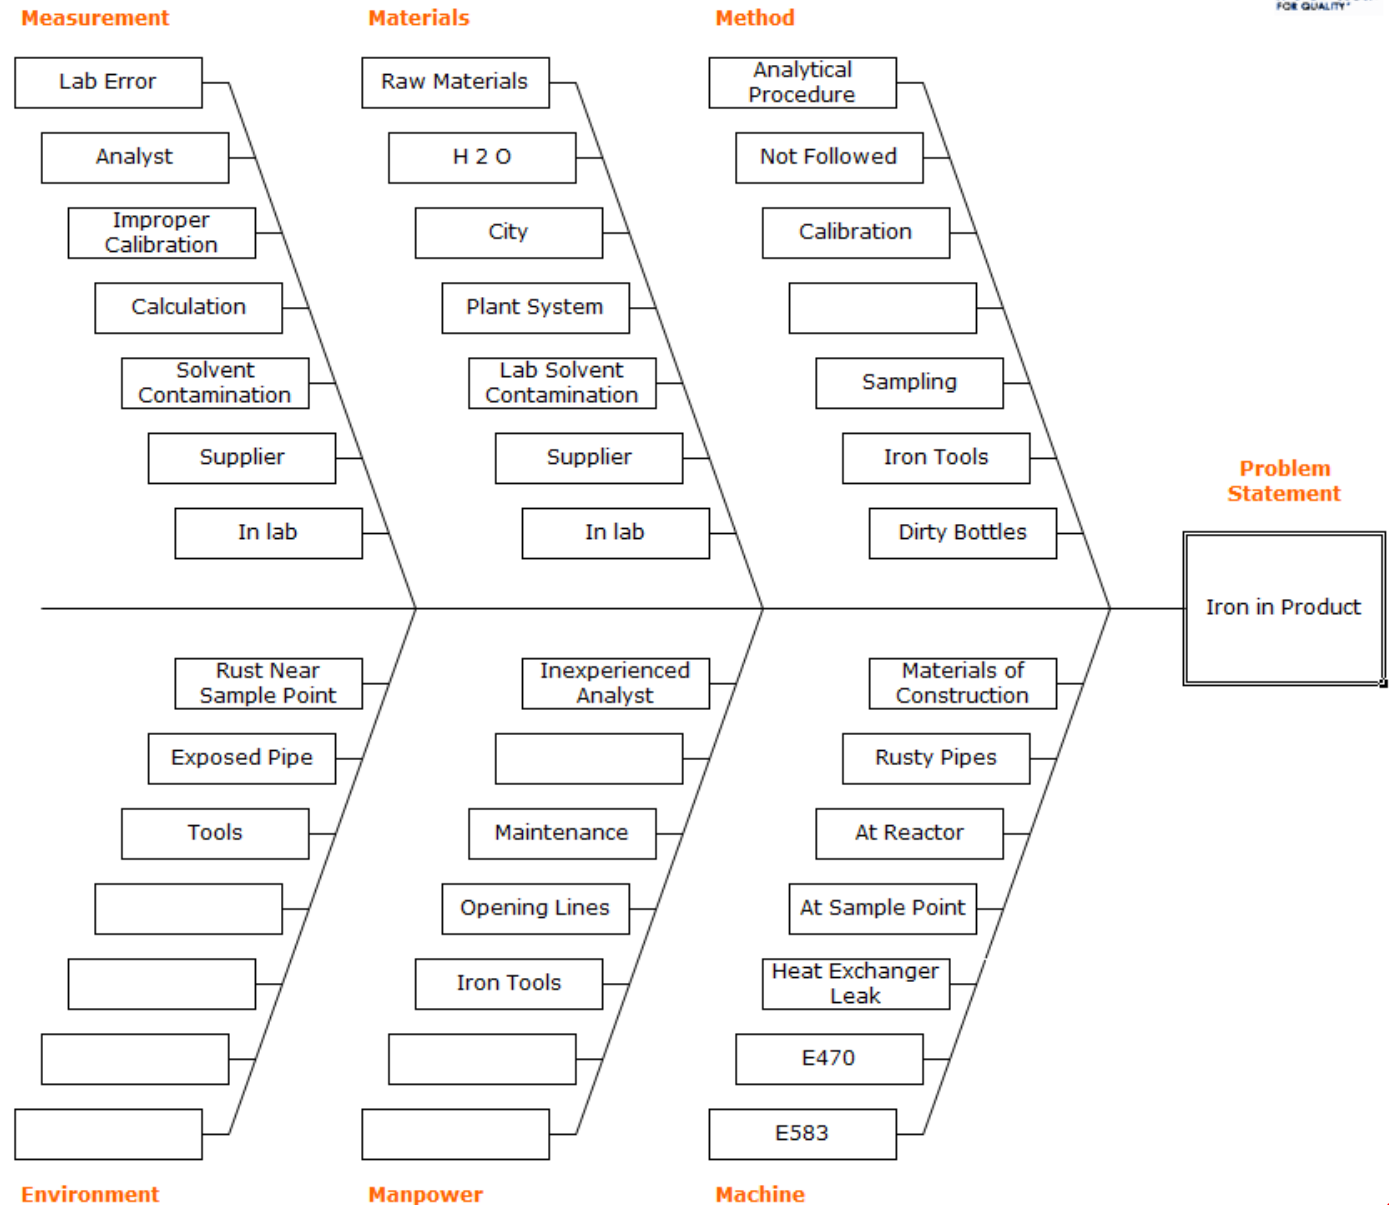 FOR QUALITY
Measurement
Materials
Method
Lab Error
Analyst
Improper
Calibration
Calculation
Solvent
Contamination
Supplier
In lab
Raw Materials
H 2 O
City
Plant System
Lab Solvent
Contamination
Supplier
In lab
Analytical
Procedure
Not Followed
Calibration
Sampling
Iron Tools
Dirty Bottles
Problem
Statement
Iron in Product
Rust Near
Sample Point
Exposed Pipe
Tools
Inexperienced
Analyst
Maintenance
Opening Lines
Iron Tools
Materials of
Construction
Rusty Pipes
At Reactor
At Sample Point
Heat Exchanger
Leak
E470
E583
Environment
Manpower
Machine